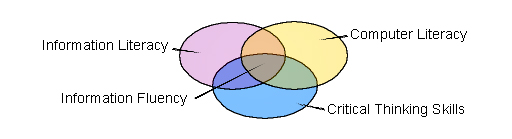 Information Literacy
Computer Literacy
Information Fluency
Critical Thinking Skills